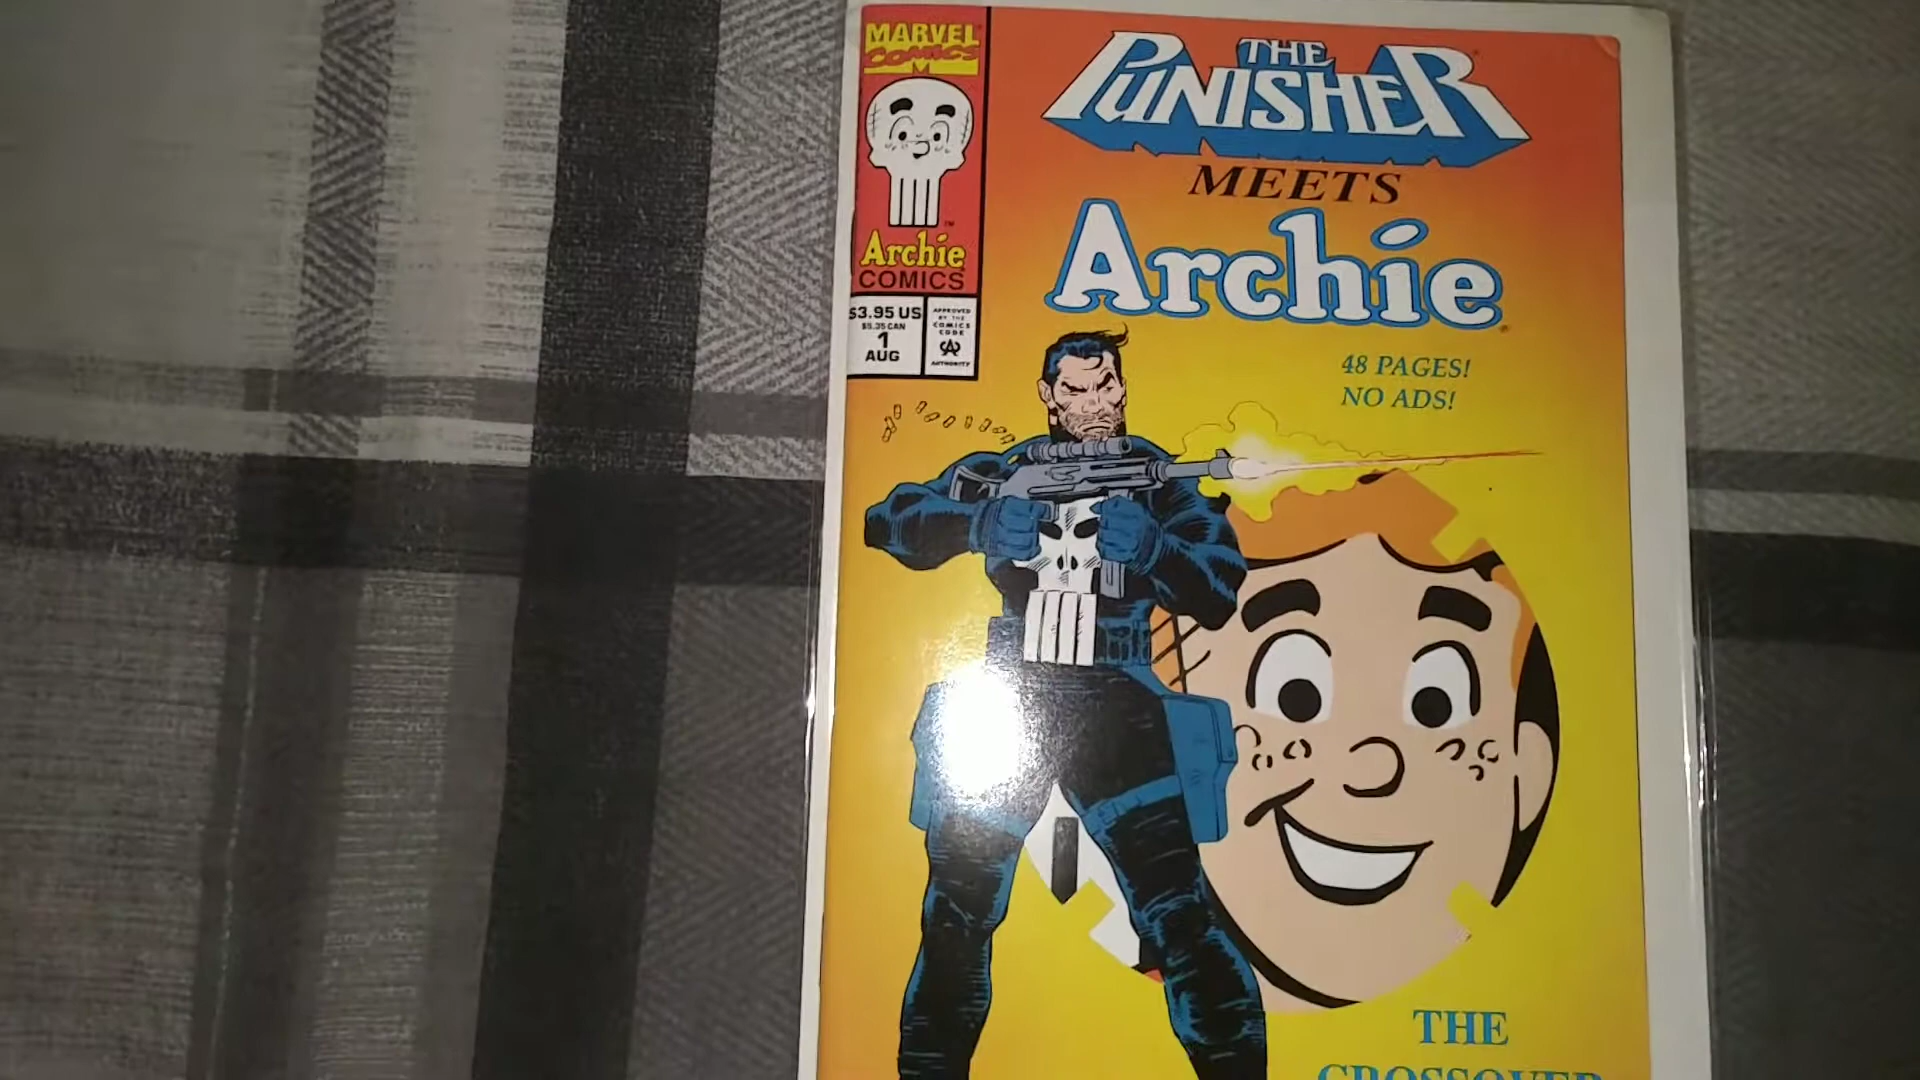 MARVEL
COMICS
Archie
COMICS
$3.95 US
$5.35 CAN
1
AUG
APPROVED
BY THE
COMICS
CODE
CA
AUTHORITY
THE
PUNISHER
MEETS
Archie
48 PAGES!
NO ADS!
THE
CROSSOVER